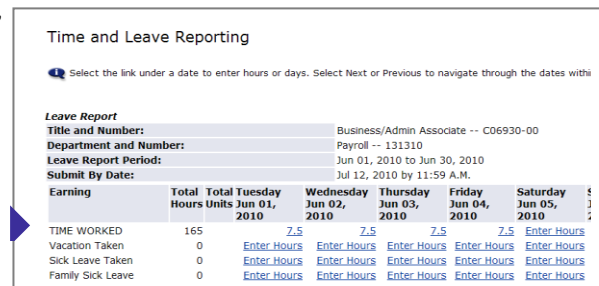 Time and Leave Reporting
Select the link under a date to enter hours or days. Select Next or Previous to navigate through the dates withi
Leave Report
Title and Number: Business/Admin Associate -- C06930-00
Department and Number: Payroll -- 131310
Leave Report Period: Jun 01, 2010 to Jun 30, 2010
Submit By Date: Jul 12, 2010 by 11:59 A.M.
Earning Total Total Tuesday Wednesday Thursday Friday Saturday
Hours Units Jun 01, Jun 02, Jun 03, Jun 04, Jun 05,
2010 2010 2010 2010 2010
TIME WORKED 165 7.5 7.5 7.5 7.5 Enter Hours
Vacation Taken 0 Enter Hours Enter Hours Enter Hours Enter Hours Enter Hours
Sick Leave Taken 0 Enter Hours Enter Hours Enter Hours Enter Hours Enter Hours
Family Sick Leave 0 Enter Hours Enter Hours Enter Hours Enter Hours Enter Hours